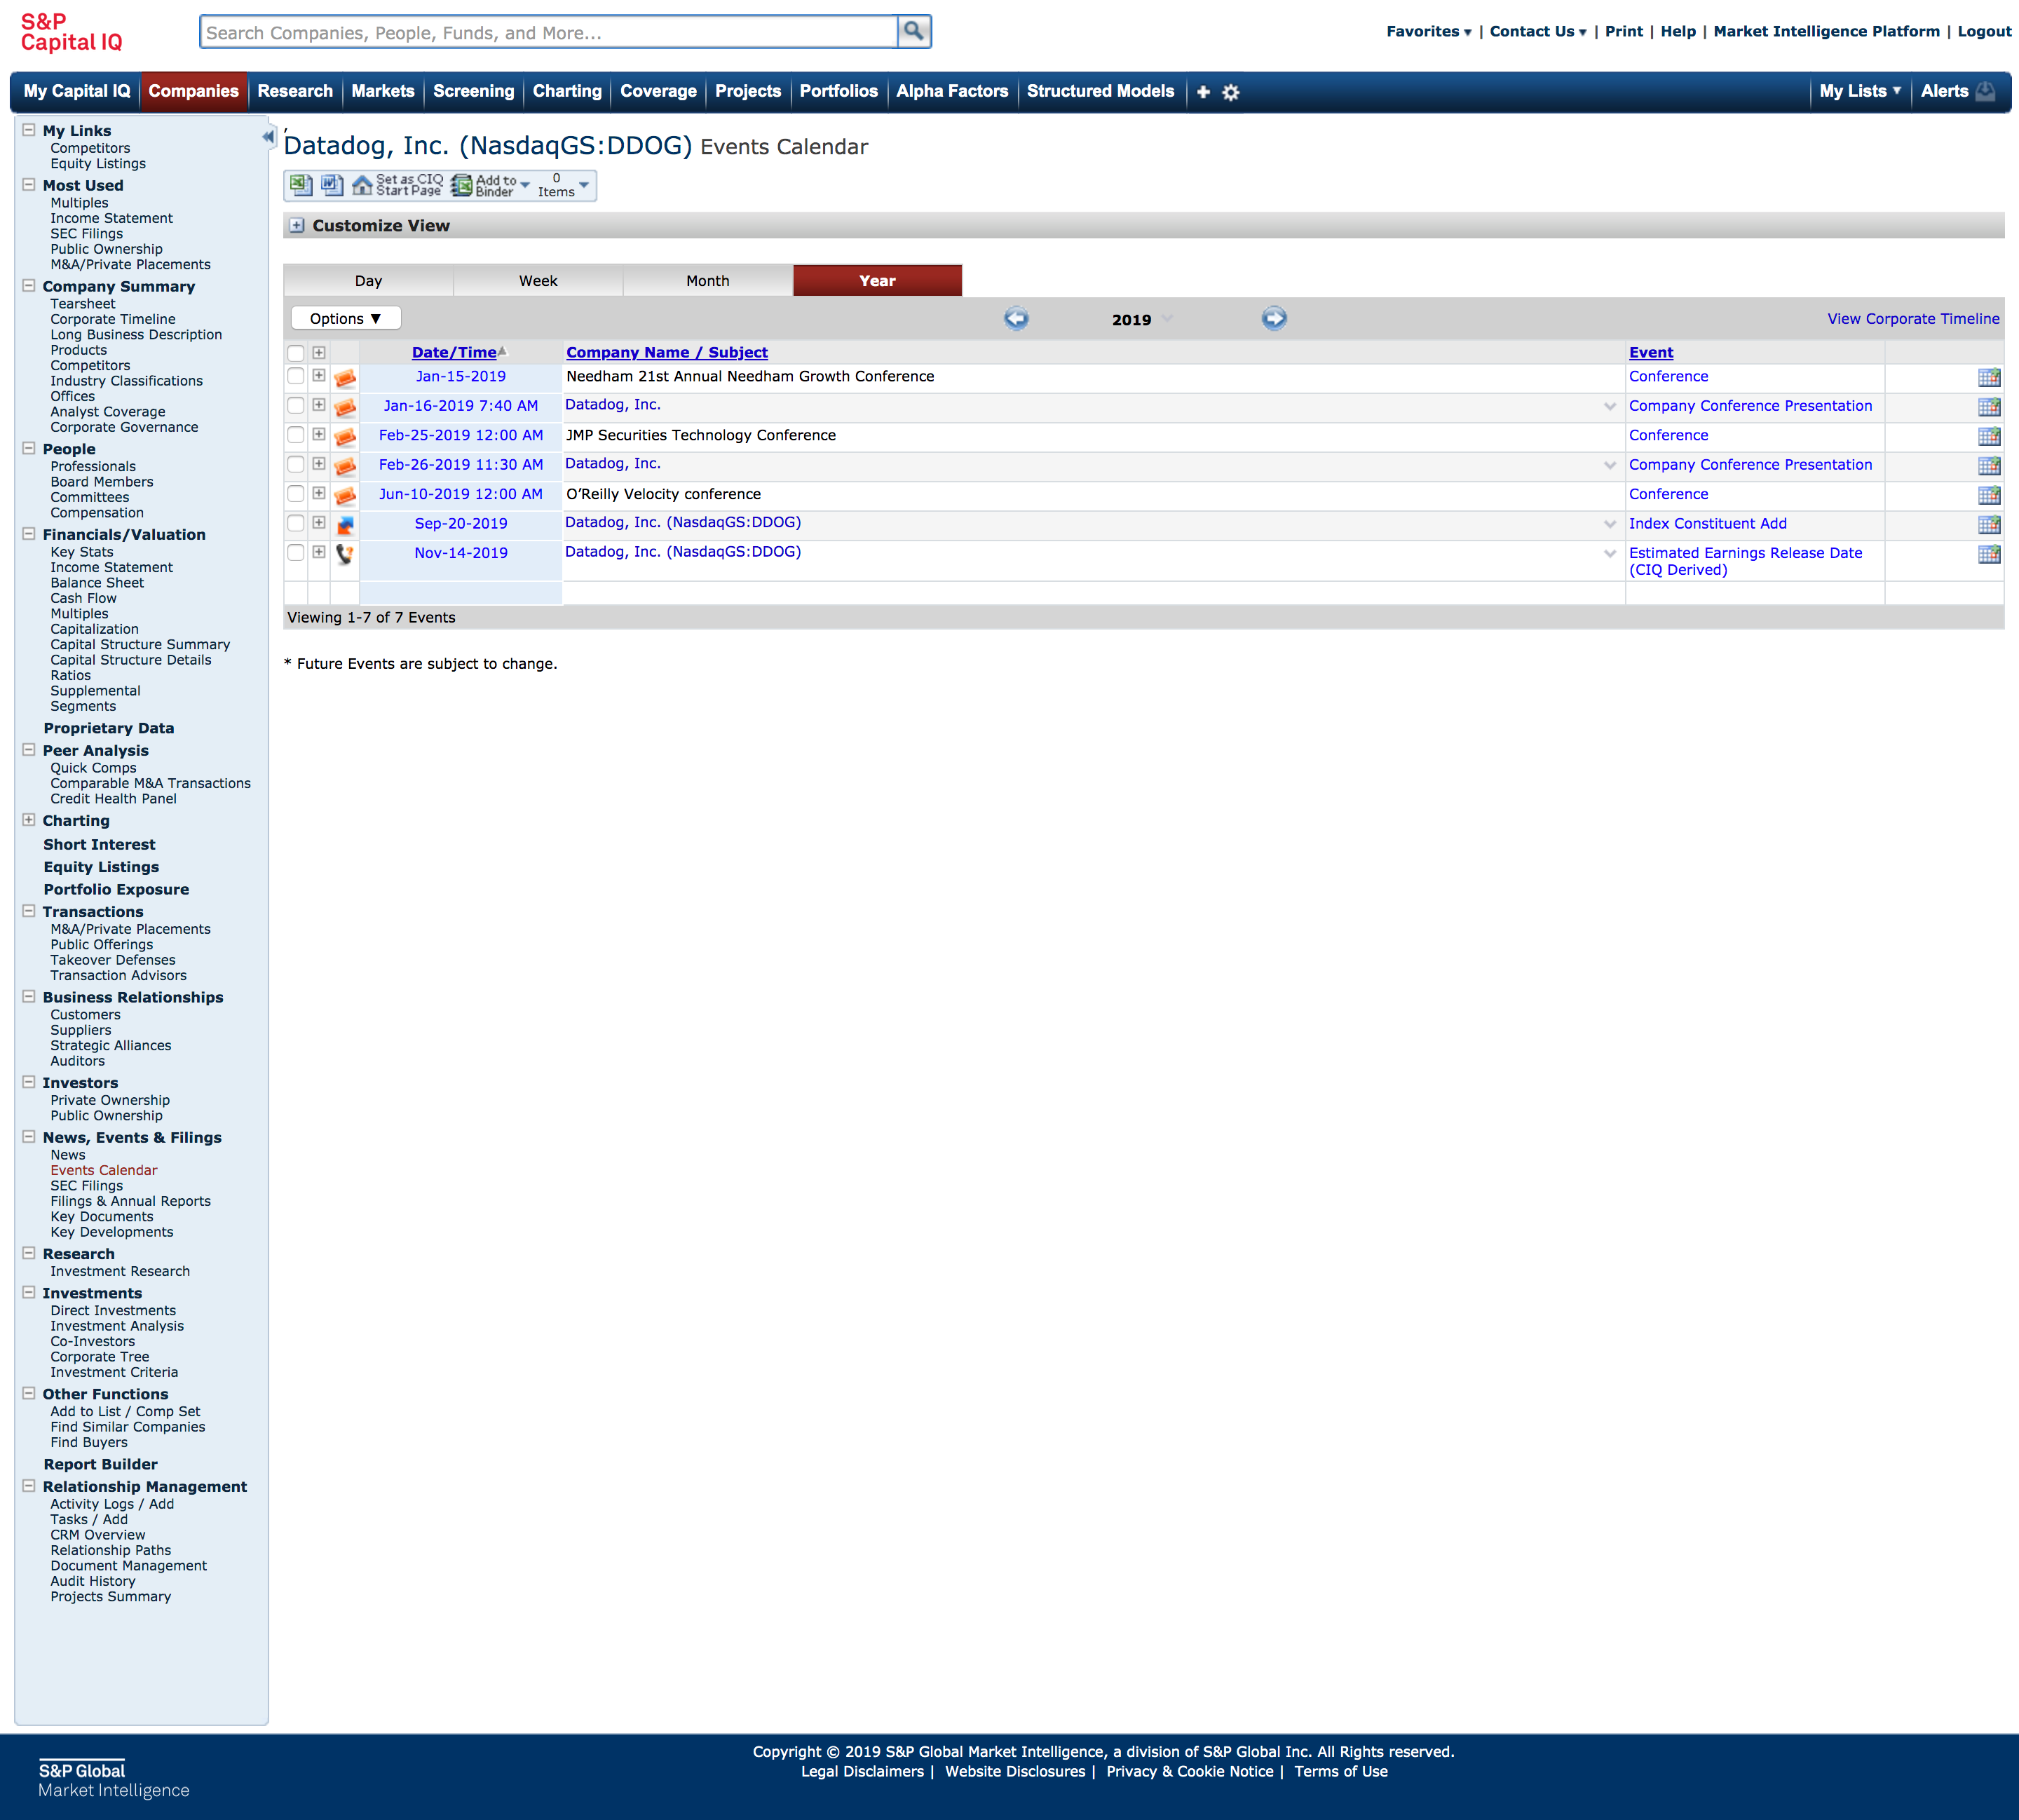 S&P
Capital IQ
Search Companies, People, Funds, and More...
Favorites ▾ | Contact Us ▾ | Print | Help | Market Intelligence Platform | Logout
My Capital IQ Companies Research Markets Screening Charting Coverage Projects Portfolios Alpha Factors Structured Models My Lists ▼ Alerts
My Links
Competitors
Equity Listings
Most Used
Multiples
Income Statement
SEC Filings
Public Ownership
M&A/Private Placements
Company Summary
Tearsheet
Corporate Timeline
Long Business Description
Products
Competitors
Industry Classifications
Offices
Analyst Coverage
Corporate Governance
People
Professionals
Board Members
Committees
Compensation
Financials/Valuation
Key Stats
Income Statement
Balance Sheet
Cash Flow
Multiples
Capitalization
Capital Structure Summary
Capital Structure Details
Ratios
Supplemental
Segments
Proprietary Data
Peer Analysis
Quick Comps
Comparable M&A Transactions
Credit Health Panel
Charting
Short Interest
Equity Listings
Portfolio Exposure
Transactions
M&A/Private Placements
Public Offerings
Takeover Defenses
Transaction Advisors
Business Relationships
Customers
Suppliers
Strategic Alliances
Auditors
Investors
Private Ownership
Public Ownership
News, Events & Filings
News
Events Calendar
SEC Filings
Filings & Annual Reports
Key Documents
Key Developments
Research
Investment Research
Investments
Direct Investments
Investment Analysis
Co-Investors
Corporate Tree
Investment Criteria
Other Functions
Add to List / Comp Set
Find Similar Companies
Find Buyers
Report Builder
Relationship Management
Activity Logs / Add
Tasks / Add
CRM Overview
Relationship Paths
Document Management
Audit History
Projects Summary
,
Datadog, Inc. (NasdaqGS:DDOG) Events Calendar
Set as CIQ Start Page Add to Binder 0 Items
Customize View
Day Week Month Year
Options ▼ 2019 View Corporate Timeline
Date/Time Company Name / Subject Event
Jan-15-2019 Needham 21st Annual Needham Growth Conference Conference
Jan-16-2019 7:40 AM Datadog, Inc. Company Conference Presentation
Feb-25-2019 12:00 AM JMP Securities Technology Conference Conference
Feb-26-2019 11:30 AM Datadog, Inc. Company Conference Presentation
Jun-10-2019 12:00 AM O’Reilly Velocity conference Conference
Sep-20-2019 Datadog, Inc. (NasdaqGS:DDOG) Index Constituent Add
Nov-14-2019 Datadog, Inc. (NasdaqGS:DDOG) Estimated Earnings Release Date
(CIQ Derived)
Viewing 1-7 of 7 Events
* Future Events are subject to change.
S&P Global
Market Intelligence
Copyright © 2019 S&P Global Market Intelligence, a division of S&P Global Inc. All Rights reserved.
Legal Disclaimers | Website Disclosures | Privacy & Cookie Notice | Terms of Use